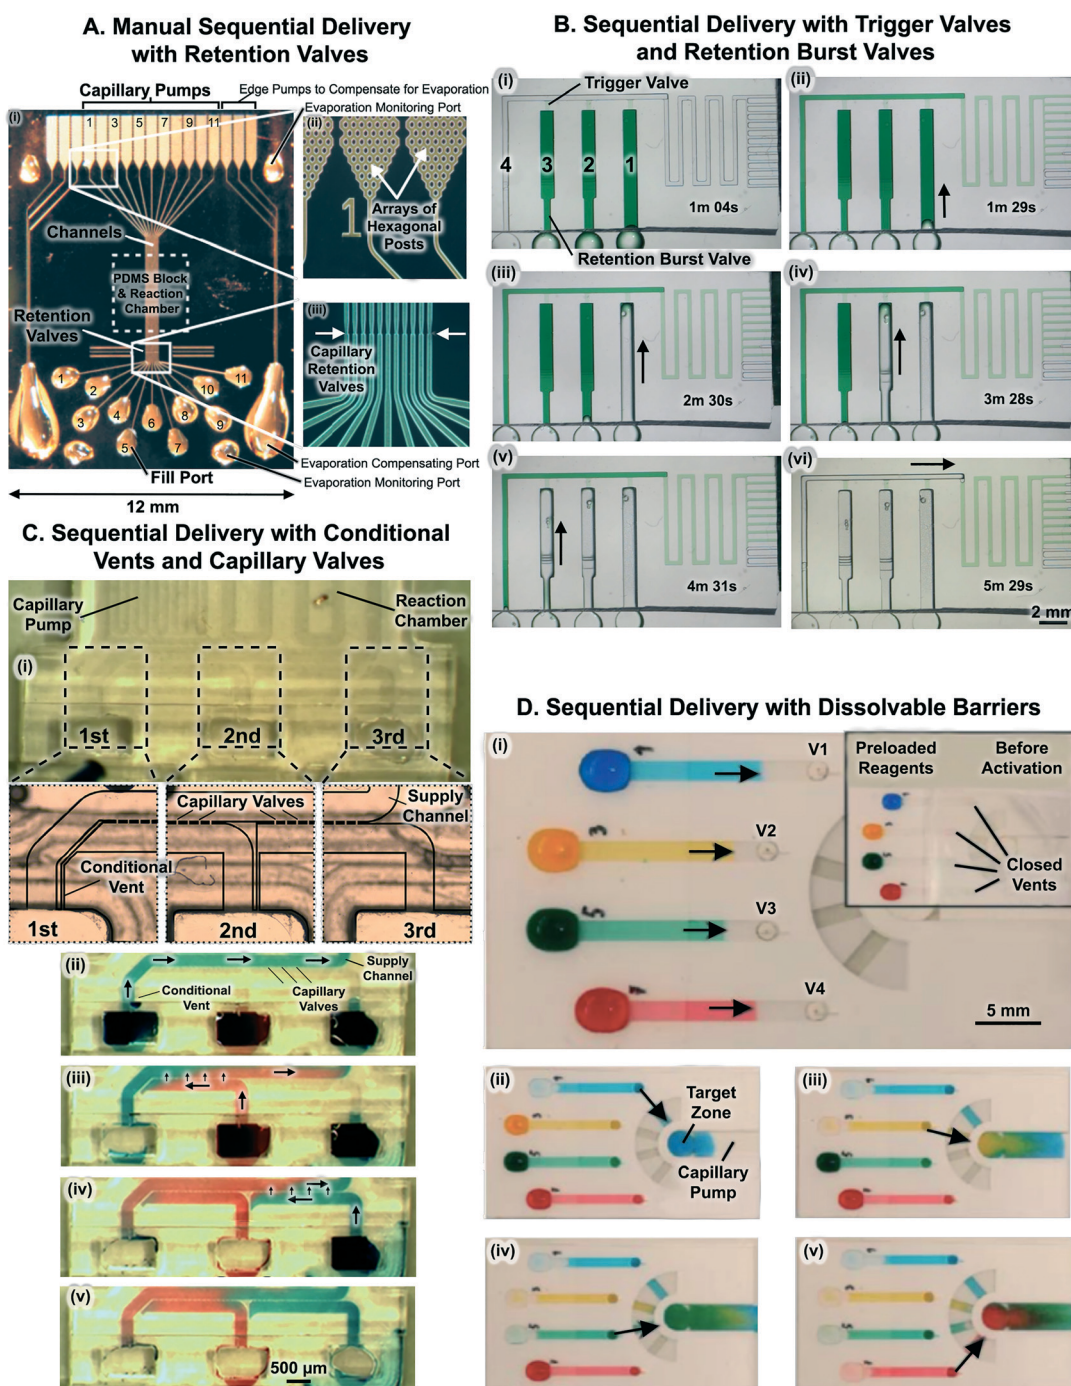 A. Manual Sequential Delivery
with Retention Valves
Capillary Pumps
Edge Pumps to Compensate for Evaporation
Evaporation Monitoring Port
(i)
1 3 5 7 9 11
Channels
PDMS Block
& Reaction
Chamber
Retention
Valves
1
2
3
4
5
6
7
8
9
10
11
Fill Port
12 mm
(ii)
1
Arrays of
Hexagonal
Posts
(iii)
Capillary
Retention
Valves
Evaporation Compensating Port
Evaporation Monitoring Port
B. Sequential Delivery with Trigger Valves
and Retention Burst Valves
(i)
Trigger Valve
4 3 2 1
1m 04s
Retention Burst Valve
(ii)
1m 29s
(iii)
2m 30s
(iv)
3m 28s
(v)
4m 31s
(vi)
5m 29s
2 mm
C. Sequential Delivery with Conditional
Vents and Capillary Valves
Capillary
Pump
Reaction
Chamber
(i)
1st
2nd
3rd
Capillary Valves
Supply
Channel
Conditional
Vent
1st
2nd
3rd
(ii)
Supply
Channel
Conditional
Vent
Capillary
Valves
(iii)
(iv)
(v)
500 µm
D. Sequential Delivery with Dissolvable Barriers
(i)
V1
V2
V3
V4
3
5
Preloaded
Reagents
Before
Activation
Closed
Vents
5 mm
(ii)
Target
Zone
Capillary
Pump
(iii)
(iv)
(v)